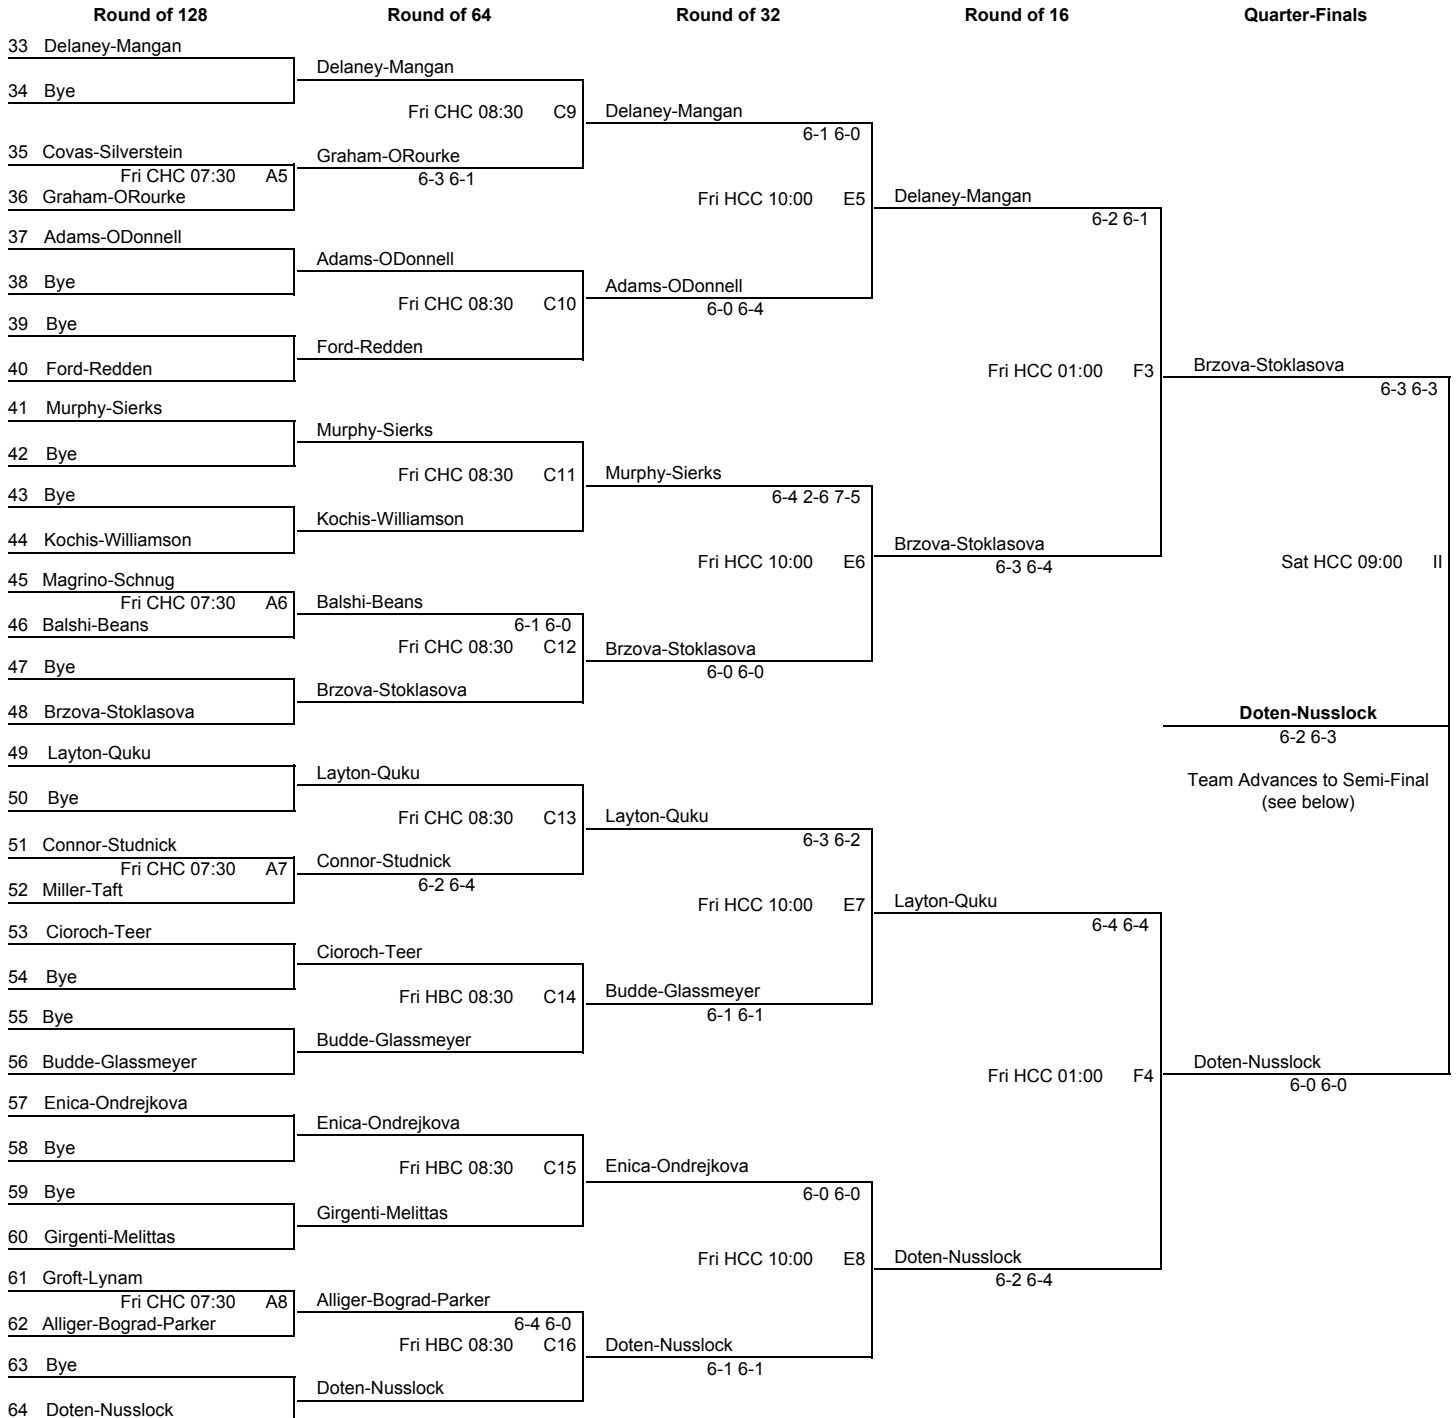 Round of 128 Round of 64 Round of 32 Round of 16 Quarter-Finals
33 Delaney-Mangan
Delaney-Mangan
34 Bye
Fri CHC 08:30 C9 Delaney-Mangan
6-1 6-0
35 Covas-Silverstein
Graham-ORourke
Fri CHC 07:30 A5
6-3 6-1
36 Graham-ORourke
Fri HCC 10:00 E5 Delaney-Mangan
6-2 6-1
37 Adams-ODonnell
Adams-ODonnell
38 Bye
Adams-ODonnell
Fri CHC 08:30 C10
6-0 6-4
39 Bye
Ford-Redden
40 Ford-Redden
Fri HCC 01:00 F3 Brzova-Stoklasova
6-3 6-3
41 Murphy-Sierks
Murphy-Sierks
42 Bye
Fri CHC 08:30 C11 Murphy-Sierks
43 Bye
6-4 2-6 7-5
Kochis-Williamson
44 Kochis-Williamson
Brzova-Stoklasova
Fri HCC 10:00 E6
6-3 6-4
Sat HCC 09:00 II
45 Magrino-Schnug
Fri CHC 07:30 A6 Balshi-Beans
46 Balshi-Beans
6-1 6-0
Fri CHC 08:30 C12 Brzova-Stoklasova
47 Bye
6-0 6-0
Brzova-Stoklasova
48 Brzova-Stoklasova
Doten-Nusslock
6-2 6-3
49 Layton-Quku
Layton-Quku
Team Advances to Semi-Final
(see below)
50 Bye
Fri CHC 08:30 C13 Layton-Quku
6-3 6-2
51 Connor-Studnick
Connor-Studnick
Fri CHC 07:30 A7
6-2 6-4
52 Miller-Taft
Fri HCC 10:00 E7 Layton-Quku
6-4 6-4
53 Cioroch-Teer
Cioroch-Teer
54 Bye
Budde-Glassmeyer
Fri HBC 08:30 C14
6-1 6-1
55 Bye
Budde-Glassmeyer
56 Budde-Glassmeyer
Doten-Nusslock
Fri HCC 01:00 F4
6-0 6-0
57 Enica-Ondrejkova
Enica-Ondrejkova
58 Bye
Fri HBC 08:30 C15 Enica-Ondrejkova
59 Bye
6-0 6-0
Girgenti-Melittas
60 Girgenti-Melittas
Fri HCC 10:00 E8 Doten-Nusslock
6-2 6-4
61 Groft-Lynam
Fri CHC 07:30 A8 Alliger-Bograd-Parker
62 Alliger-Bograd-Parker
6-4 6-0
Fri HBC 08:30 C16 Doten-Nusslock
63 Bye
6-1 6-1
Doten-Nusslock
64 Doten-Nusslock